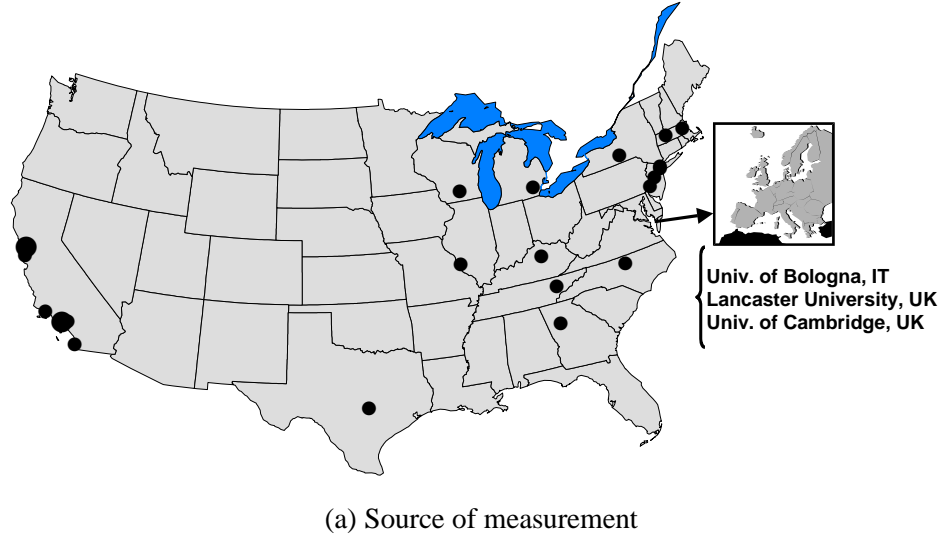 Univ. of Bologna, IT
Lancaster University, UK
Univ. of Cambridge, UK
(a) Source of measurement